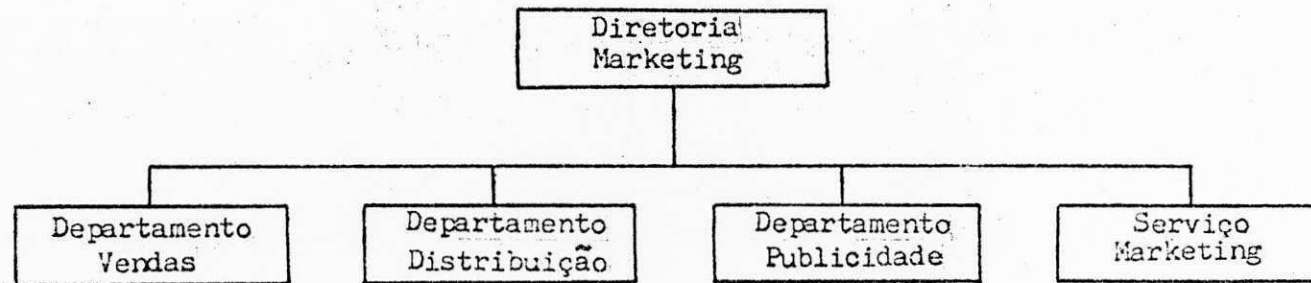 Diretoria
Marketing
Departamento
Vendas
Departamento
Distribuição
Departamento
Publicidade
Serviço
Marketing